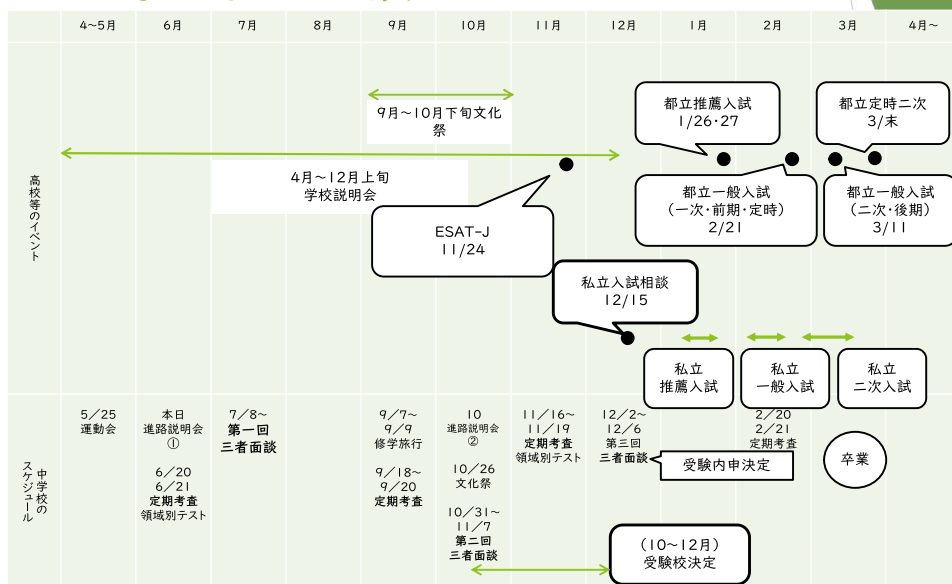 4~5月
6月
7月
8月
9月
10月
11月
12月
1月
2月
3月
4月~
高校等のイベント
9月~10月下旬文化
祭
4月~12月上旬
学校説明会
ESAT-J
11/24
都立推薦入試
1/26・27
都立定時二次
3/末
都立一般入試
(一次・前期・定時)
2/21
都立一般入試
(二次・後期)
3/11
私立入試相談
12/15
私立
推薦入試
私立
一般入試
私立
二次入試
中学校の
スケジュール
5/25
運動会
本日
進路説明会
①
6/20
6/21
定期考査
領域別テスト
7/8~
第一回
三者面談
9/7~
9/9
修学旅行
9/18~
9/20
定期考査
10
進路説明会
②
10/26
文化祭
10/31~
11/7
第二回
三者面談
11/16~
11/19
定期考査
領域別テスト
12/2~
12/6
第三回
三者面談
2/20
2/21
定期考査
受験内申決定
卒業
(10~12月)
受験校決定